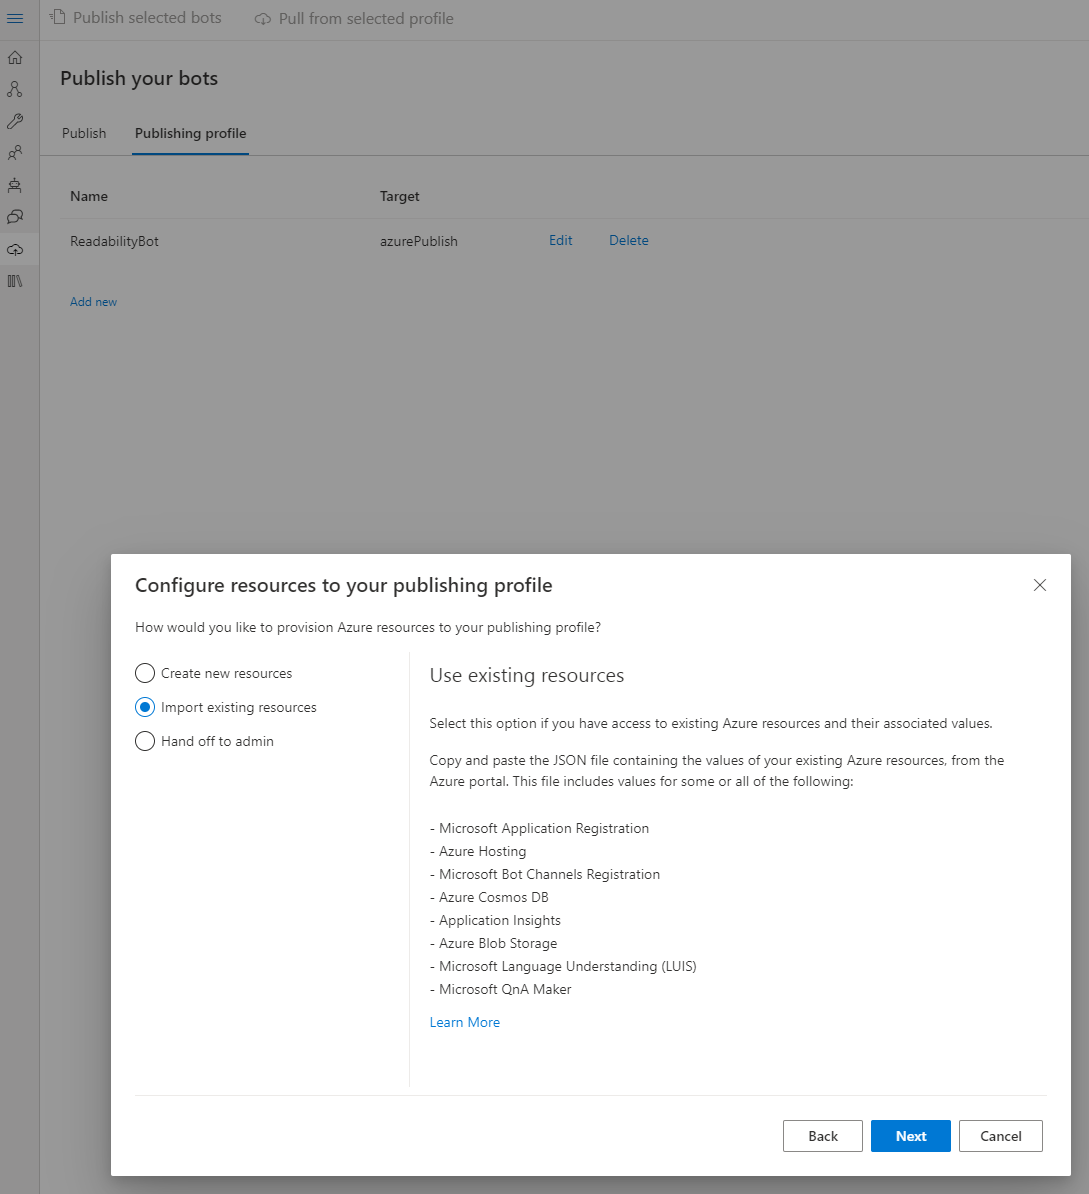 Publish selected bots
Pull from selected profile
Publish your bots
Publish
Publishing profile
Name
Target
ReadabilityBot
azurePublish
Edit
Delete
Add new
Configure resources to your publishing profile
How would you like to provision Azure resources to your publishing profile?
Create new resources
Import existing resources
Hand off to admin
Use existing resources
Select this option if you have access to existing Azure resources and their associated values.
Copy and paste the JSON file containing the values of your existing Azure resources, from the
Azure portal. This file includes values for some or all of the following:
- Microsoft Application Registration
- Azure Hosting
- Microsoft Bot Channels Registration
- Azure Cosmos DB
- Application Insights
- Azure Blob Storage
- Microsoft Language Understanding (LUIS)
- Microsoft QnA Maker
Learn More
Back
Next
Cancel